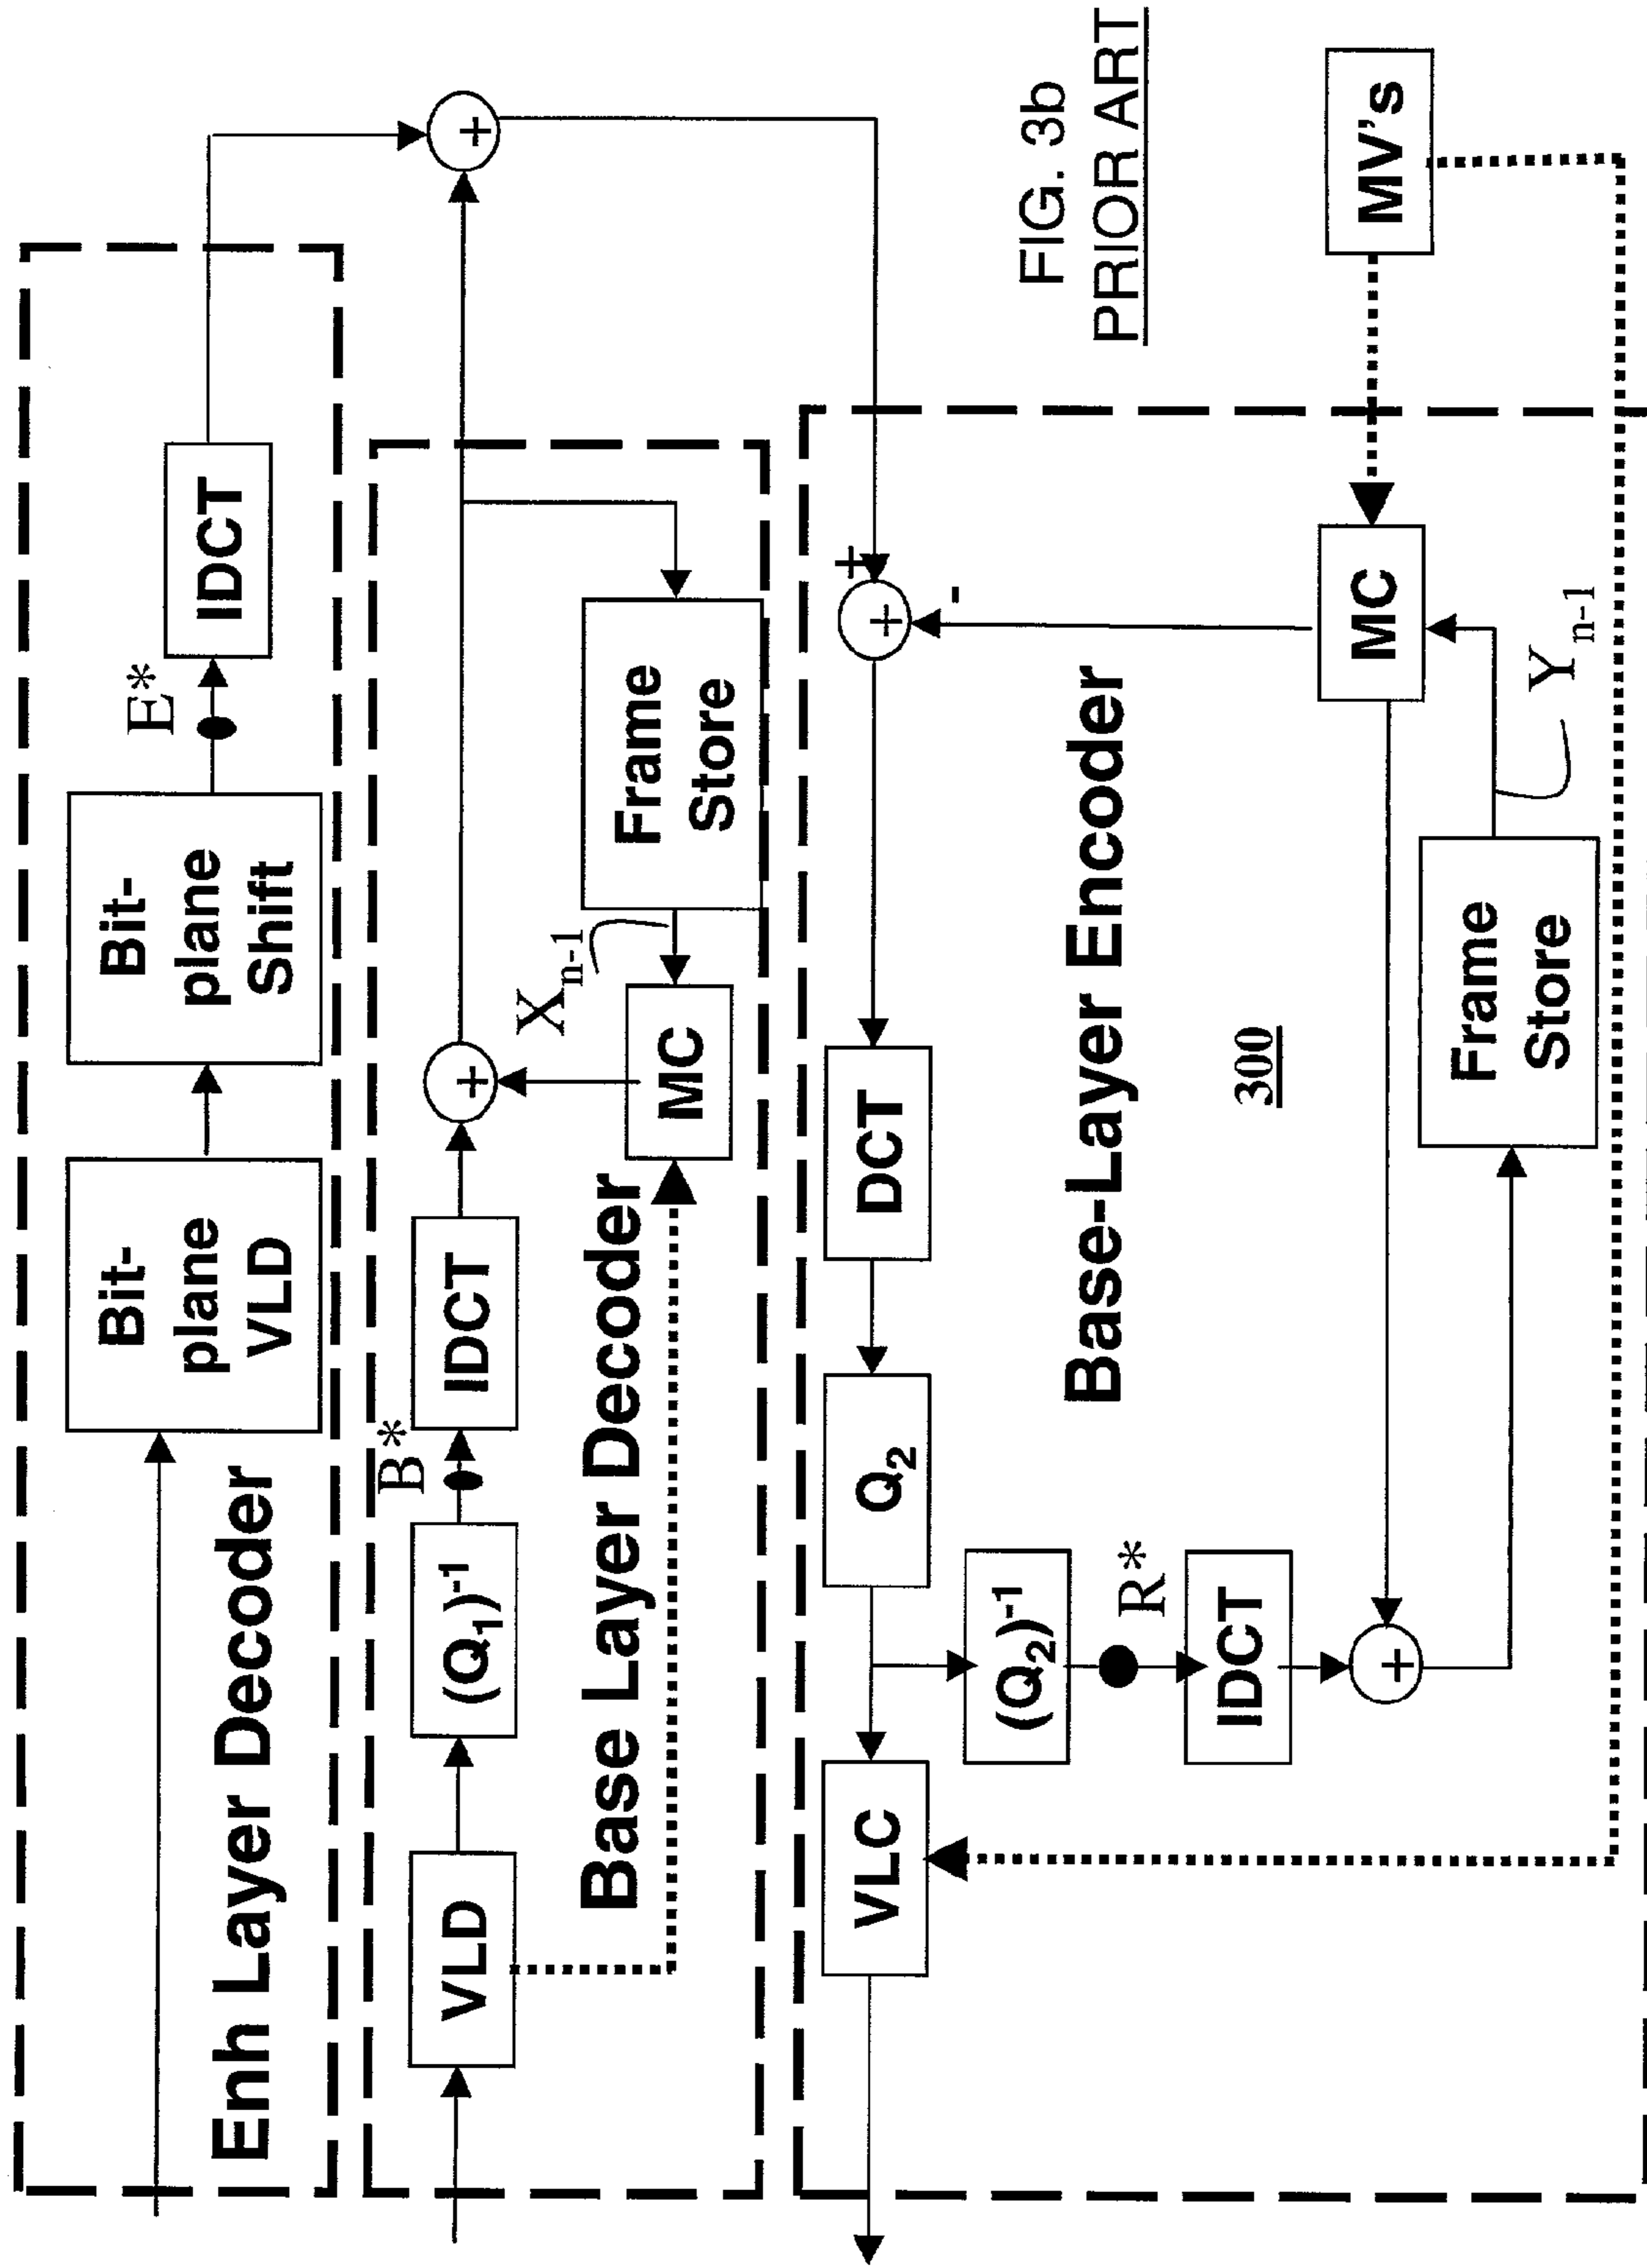 Bit-
plane
VLD
Bit-
plane
Shift
E*
IDCT
Enh Layer Decoder
+
VLD
(Q1)-1
B*
IDCT
+
Xn-1
MC
Frame
Store
Base Layer Decoder
VLC
Q2
DCT
+
+
-
(Q2)-1
R*
IDCT
+
Base-Layer Encoder
300
MC
Frame
Store
Yn-1
MV's
FIG. 3b
PRIOR ART